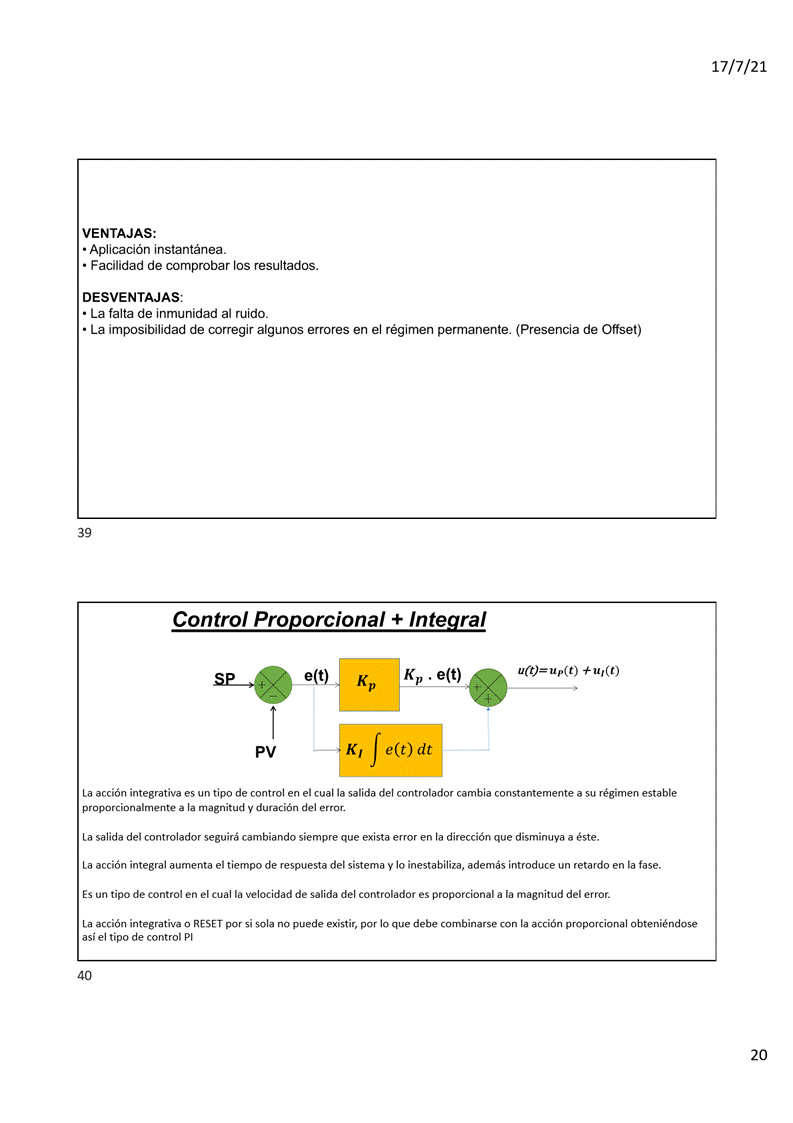 17/7/21
VENTAJAS:
• Aplicación instantánea.
• Facilidad de comprobar los resultados.
DESVENTAJAS:
• La falta de inmunidad al ruido.
• La imposibilidad de corregir algunos errores en el régimen permanente. (Presencia de Offset)
39
Control Proporcional + Integral
SP
+
−
e(t)
𝑲𝒑
𝑲𝒑 . e(t)
+
+
u(t)=𝒖𝑷(𝒕) +𝒖𝑰(𝒕)
PV
𝑲𝑰 ∫ 𝑒(𝑡) 𝑑𝑡
La acción integrativa es un tipo de control en el cual la salida del controlador cambia constantemente a su régimen estable
proporcionalmente a la magnitud y duración del error.
La salida del controlador seguirá cambiando siempre que exista error en la dirección que disminuya a éste.
La acción integral aumenta el tiempo de respuesta del sistema y lo inestabiliza, además introduce un retardo en la fase.
Es un tipo de control en el cual la velocidad de salida del controlador es proporcional a la magnitud del error.
La acción integrativa o RESET por si sola no puede existir, por lo que debe combinarse con la acción proporcional obteniéndose
así el tipo de control PI
40
20